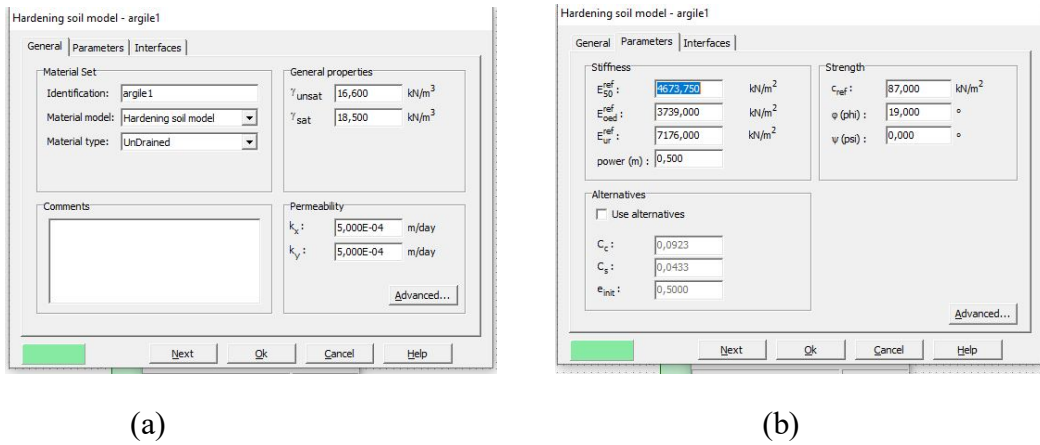 Hardening soil model - argile1
General Parameters Interfaces
Material Set
Identification: argile1
Material model: Hardening soil model
Material type: UnDrained
General properties
γunsat 16,600 kN/m³
γsat 18,500 kN/m³
Comments
Permeability
kx : 5,000E-04 m/day
ky : 5,000E-04 m/day
Advanced...
Next Ok Cancel Help
(a)
Hardening soil model - argile1
General Parameters Interfaces
Stiffness
E50ref : 4673,750 kN/m²
Eoedref : 3739,000 kN/m²
Eurref : 7176,000 kN/m²
power (m) : 0,500
Strength
cref : 87,000 kN/m²
φ (phi) : 19,000 °
ψ (psi) : 0,000 °
Alternatives
Use alternatives
Cc : 0,0923
Cs : 0,0433
einit : 0,5000
Advanced...
Next Ok Cancel Help
(b)